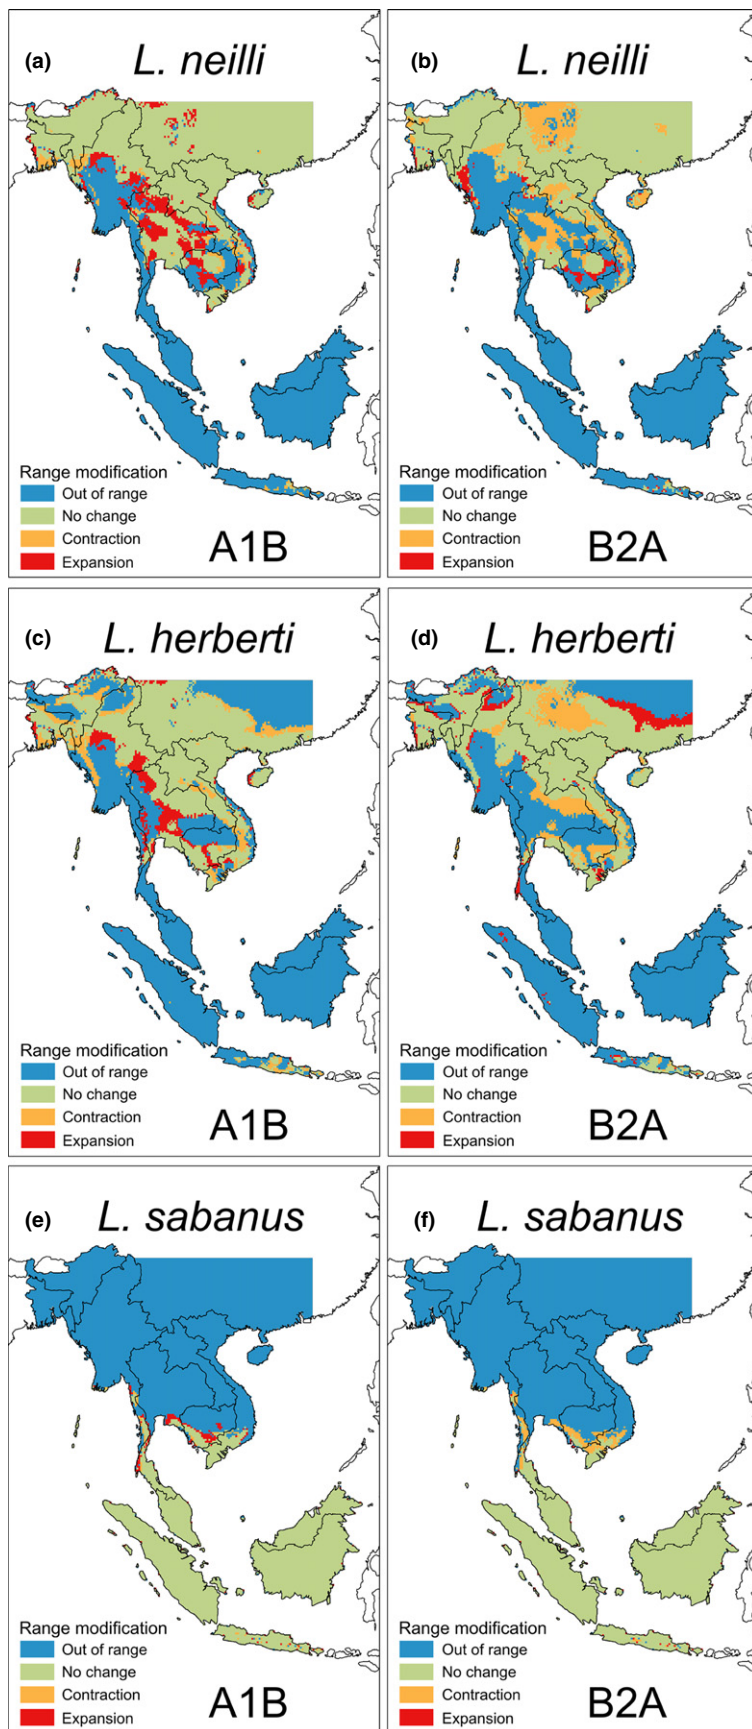 (a) L. neilli
Range modification
Out of range
No change
Contraction
Expansion
A1B
(b) L. neilli
Range modification
Out of range
No change
Contraction
Expansion
B2A
(c) L. herberti
Range modification
Out of range
No change
Contraction
Expansion
A1B
(d) L. herberti
Range modification
Out of range
No change
Contraction
Expansion
B2A
(e) L. sabanus
Range modification
Out of range
No change
Contraction
Expansion
A1B
(f) L. sabanus
Range modification
Out of range
No change
Contraction
Expansion
B2A